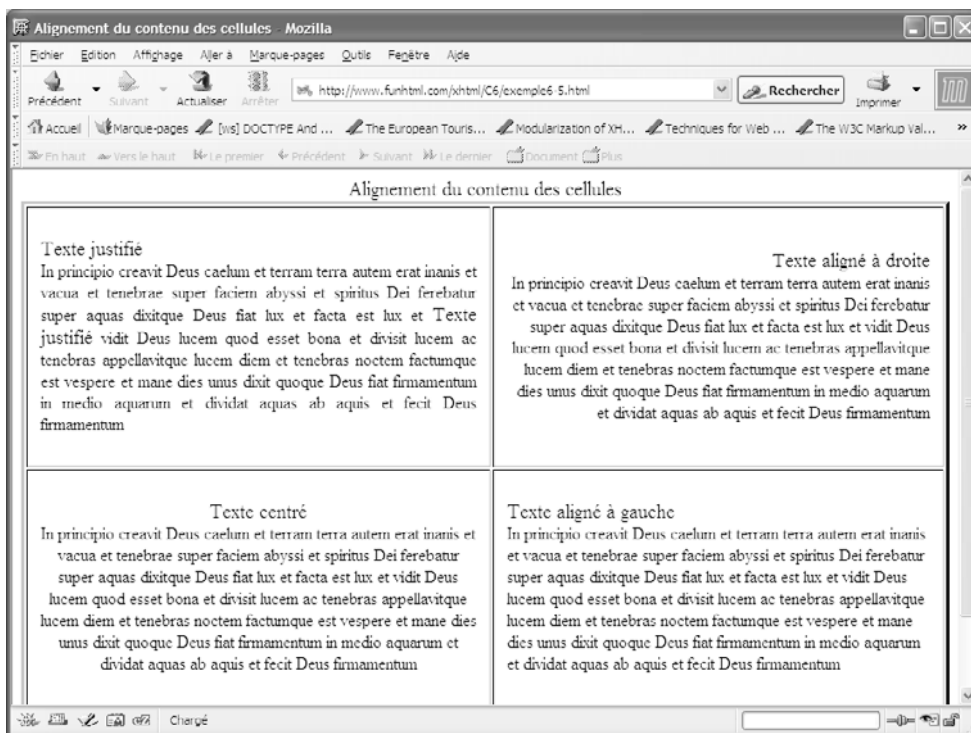 Alignement du contenu des cellules - Mozilla
Fichier Edition Affichage Aller à Marque-pages Outils Fenêtre Aide
Précédent Suivant Actualiser Arrêter http://www.funhtml.com/xhtml/C6/exemple6-5.html Rechercher Imprimer
Accueil Marque-pages [ws] DOCTYPE And ... The European Touris... Modularization of XH... Techniques for Web ... The W3C Markup Val... »
En haut Vers le haut Le premier Précédent Suivant Le dernier Document Plus
Alignement du contenu des cellules
Texte justifié
In principio creavit Deus caelum et terram terra autem erat inanis et
vacua et tenebrae super faciem abyssi et spiritus Dei ferebatur
super aquas dixitque Deus fiat lux et facta est lux et Texte
justifié vidit Deus lucem quod esset bona et divisit lucem ac
tenebras appellavitque lucem diem et tenebras noctem factumque
est vespere et mane dies unus dixit quoque Deus fiat firmamentum
in medio aquarum et dividat aquas ab aquis et fecit Deus
firmamentum
Texte aligné à droite
In principio creavit Deus caelum et terram terra autem erat inanis
et vacua et tenebrae super faciem abyssi et spiritus Dei ferebatur
super aquas dixitque Deus fiat lux et facta est lux et vidit Deus
lucem quod esset bona et divisit lucem ac tenebras appellavitque
lucem diem et tenebras noctem factumque est vespere et mane
dies unus dixit quoque Deus fiat firmamentum in medio aquarum
et dividat aquas ab aquis et fecit Deus firmamentum
Texte centré
In principio creavit Deus caelum et terram terra autem erat inanis et
vacua et tenebrae super faciem abyssi et spiritus Dei ferebatur
super aquas dixitque Deus fiat lux et facta est lux et vidit Deus
lucem quod esset bona et divisit lucem ac tenebras appellavitque
lucem diem et tenebras noctem factumque est vespere et mane dies
unus dixit quoque Deus fiat firmamentum in medio aquarum et
dividat aquas ab aquis et fecit Deus firmamentum
Texte aligné à gauche
In principio creavit Deus caelum et terram terra autem erat inanis
et vacua et tenebrae super faciem abyssi et spiritus Dei ferebatur
super aquas dixitque Deus fiat lux et facta est lux et vidit Deus
lucem quod esset bona et divisit lucem ac tenebras appellavitque
lucem diem et tenebras noctem factumque est vespere et mane
dies unus dixit quoque Deus fiat firmamentum in medio aquarum
et dividat aquas ab aquis et fecit Deus firmamentum
Chargé